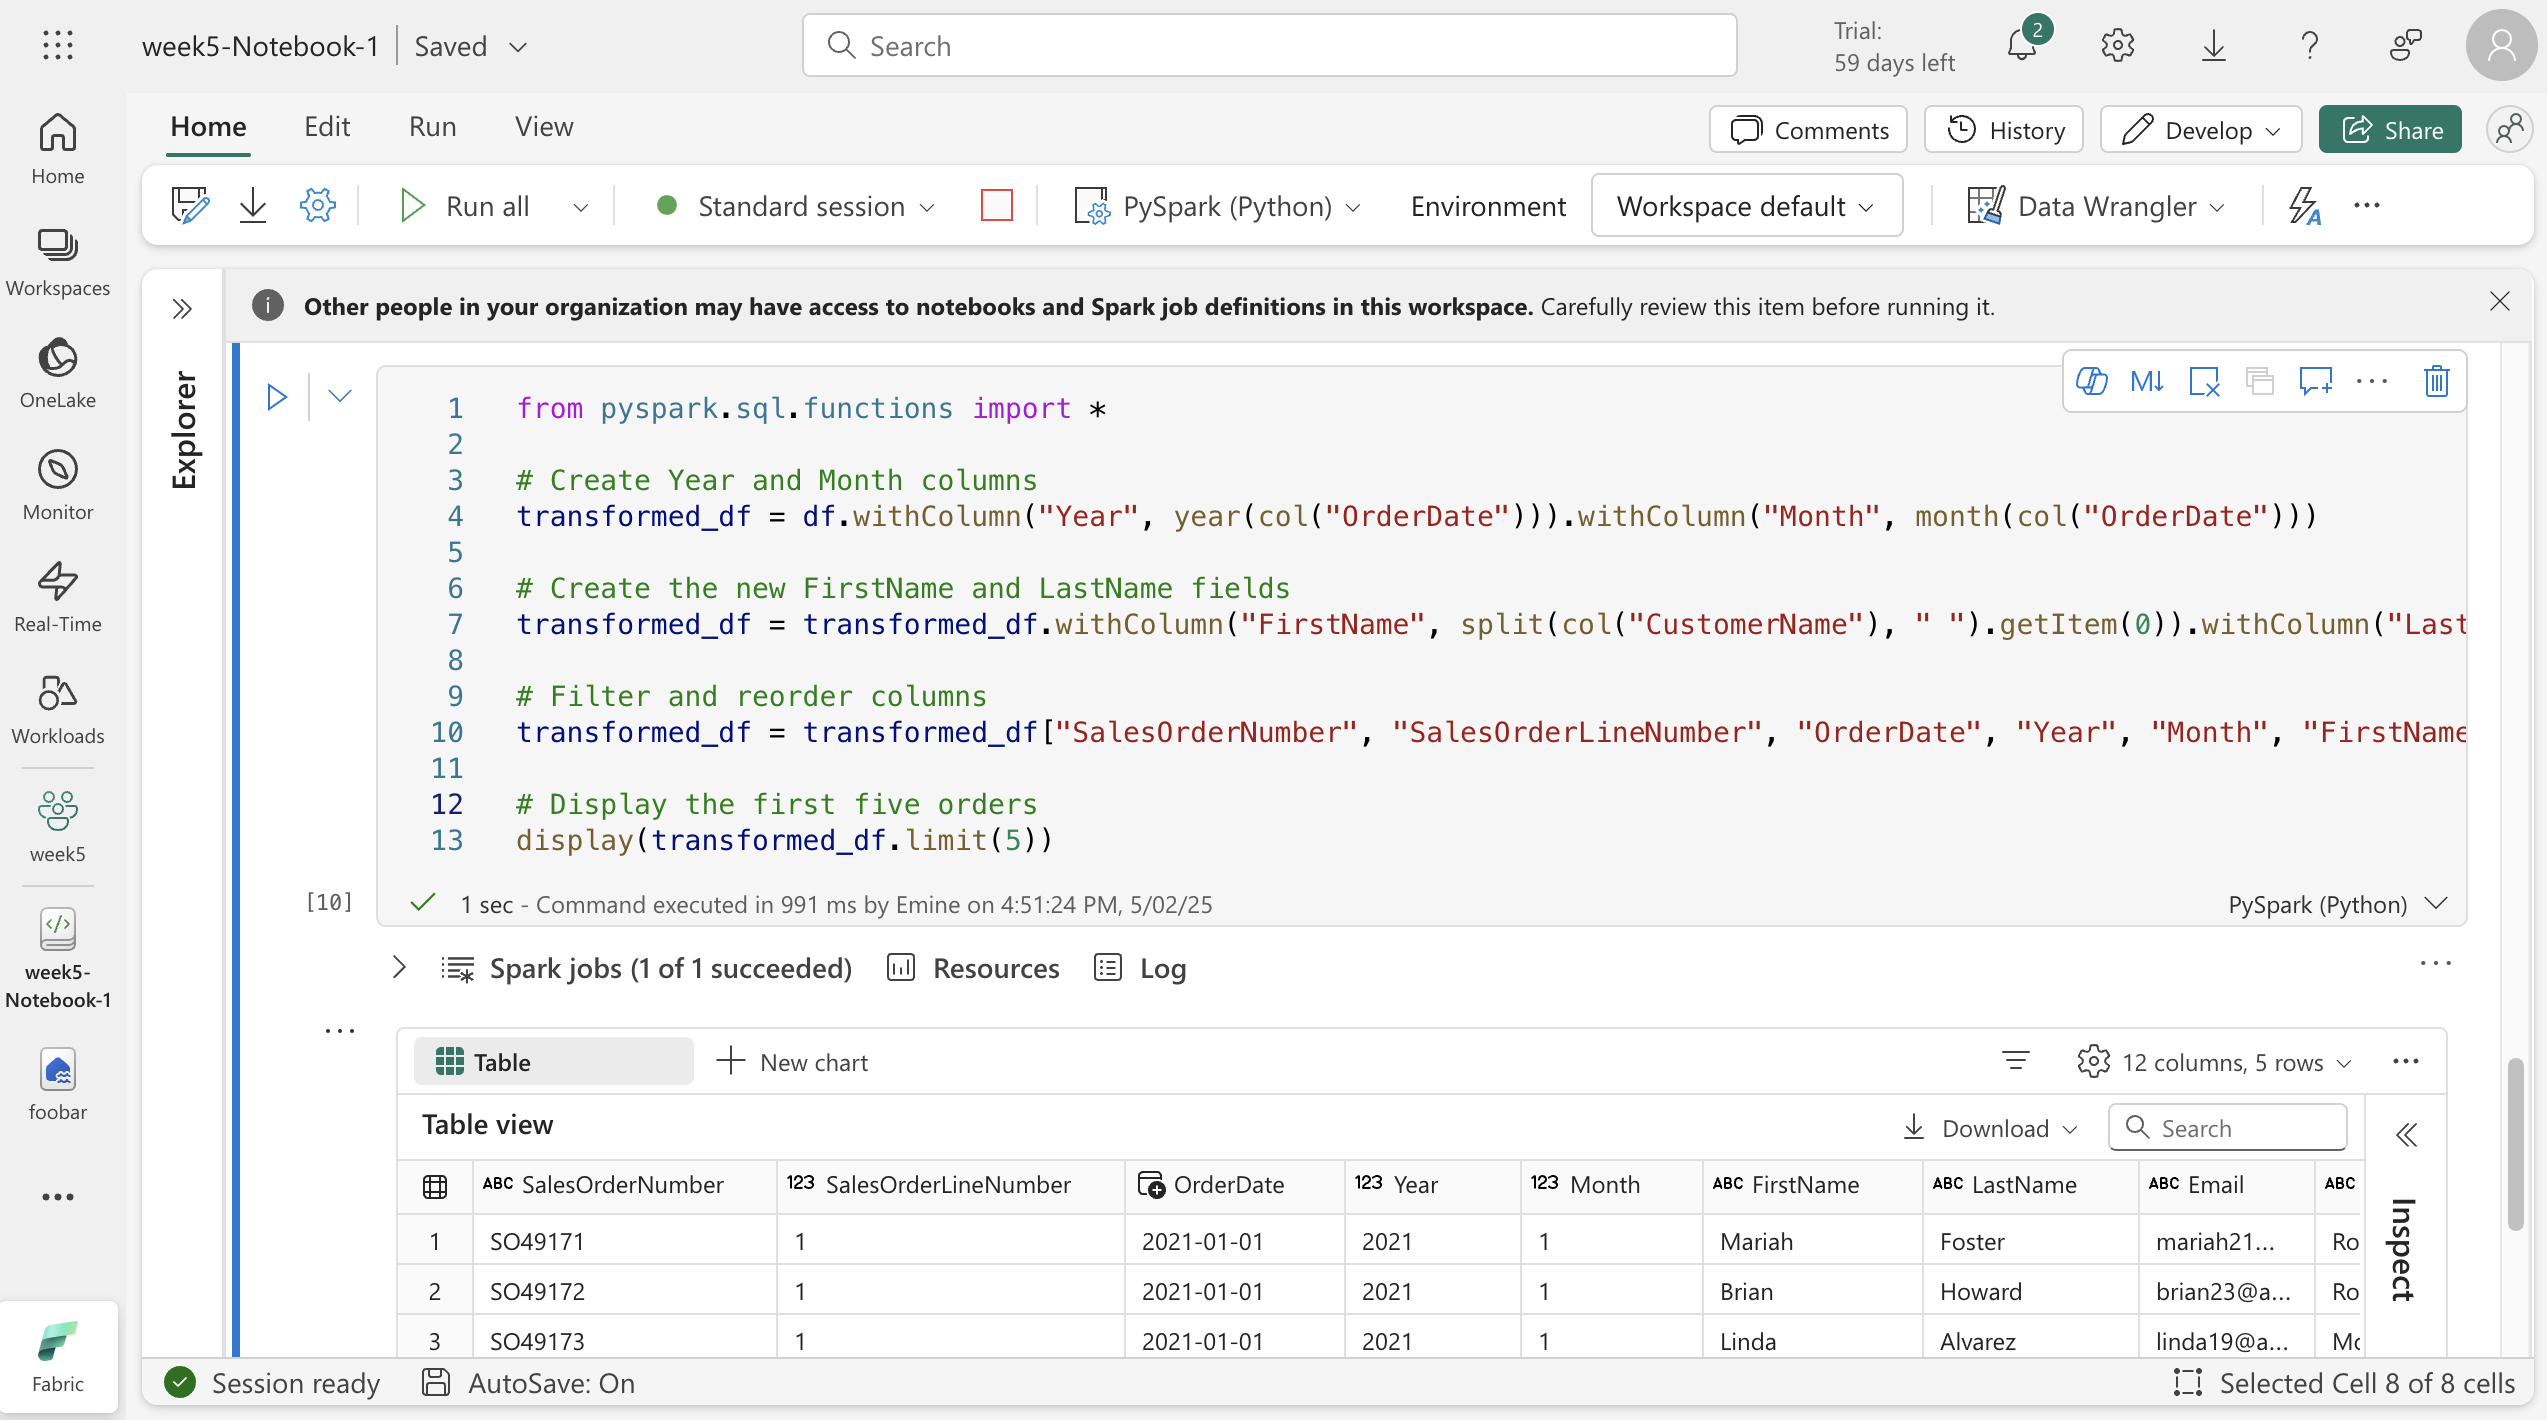 week5-Notebook-1 | Saved
Search
Trial:
59 days left
2
Home Edit Run View
Comments History Develop Share
Run all Standard session PySpark (Python) Environment Workspace default Data Wrangler
Home
Workspaces
OneLake
Monitor
Real-Time
Workloads
week5
week5-
Notebook-1
foobar
Fabric
Explorer
Other people in your organization may have access to notebooks and Spark job definitions in this workspace. Carefully review this item before running it.
1 from pyspark.sql.functions import *
2
3 # Create Year and Month columns
4 transformed_df = df.withColumn("Year", year(col("OrderDate"))).withColumn("Month", month(col("OrderDate")))
5
6 # Create the new FirstName and LastName fields
7 transformed_df = transformed_df.withColumn("FirstName", split(col("CustomerName"), " ").getItem(0)).withColumn("Last
8
9 # Filter and reorder columns
10 transformed_df = transformed_df["SalesOrderNumber", "SalesOrderLineNumber", "OrderDate", "Year", "Month", "FirstName
11
12 # Display the first five orders
13 display(transformed_df.limit(5))
[10] 1 sec - Command executed in 991 ms by Emine on 4:51:24 PM, 5/02/25 PySpark (Python)
Spark jobs (1 of 1 succeeded) Resources Log
Table New chart 12 columns, 5 rows
Table view Download Search
Inspect
ABC SalesOrderNumber 123 SalesOrderLineNumber OrderDate 123 Year 123 Month ABC FirstName ABC LastName ABC Email ABC
1 SO49171 1 2021-01-01 2021 1 Mariah Foster mariah21... Ro
2 SO49172 1 2021-01-01 2021 1 Brian Howard brian23@a... Ro
3 SO49173 1 2021-01-01 2021 1 Linda Alvarez linda19@a... Mc
Session ready AutoSave: On Selected Cell 8 of 8 cells